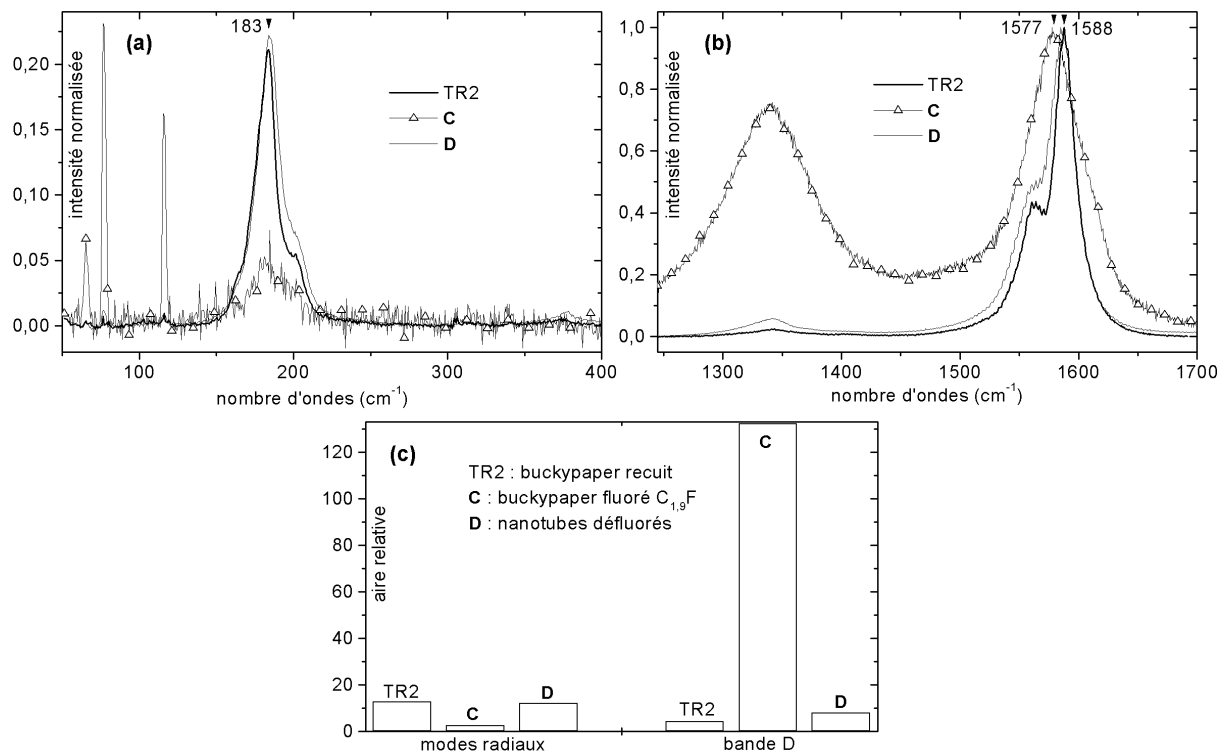 183
(a)
TR2
C
D
intensité normalisée
0,20
0,15
0,10
0,05
0,00
100
200
300
400
nombre d'ondes (cm-1)
1577
1588
(b)
TR2
C
D
intensité normalisée
1,0
0,8
0,6
0,4
0,2
0,0
1300
1400
1500
1600
1700
nombre d'ondes (cm-1)
(c)
TR2 : buckypaper recuit
C : buckypaper fluoré C1,9F
D : nanotubes défluorés
aire relative
120
100
80
60
40
20
0
TR2
C
D
TR2
C
D
modes radiaux
bande D